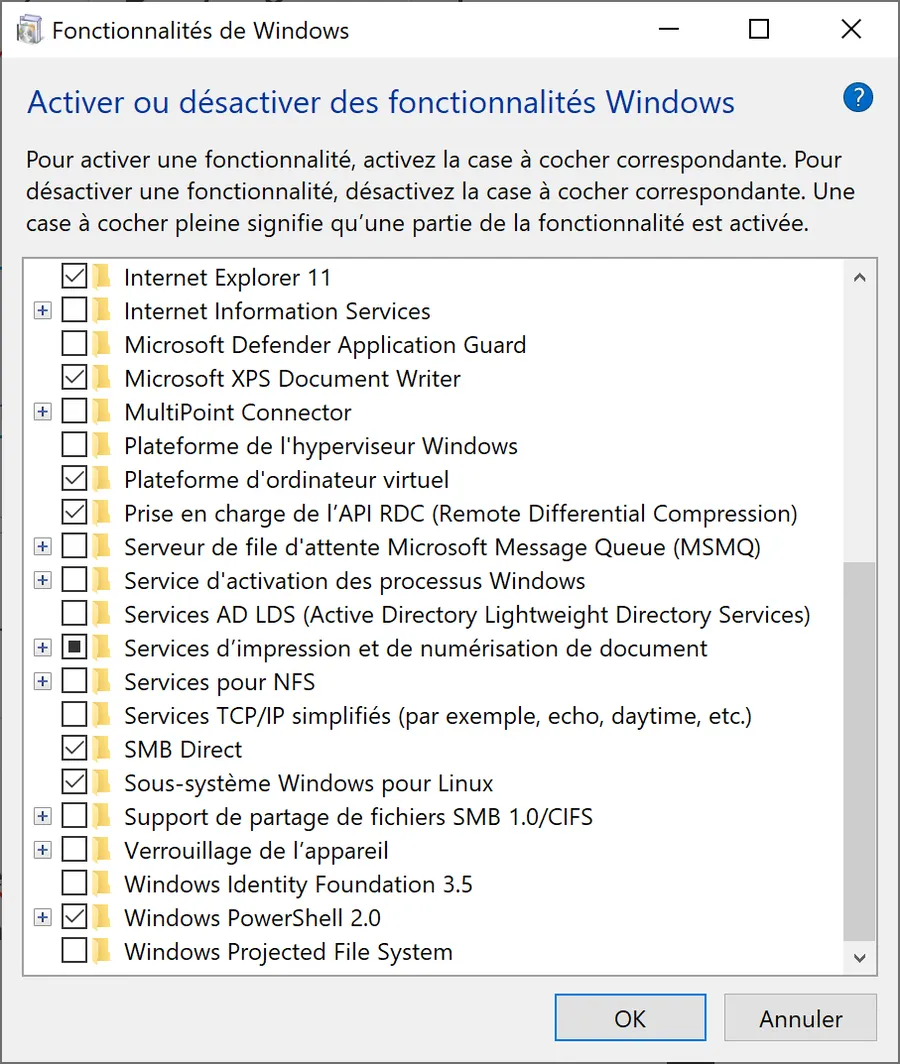 Fonctionnalités de Windows
Activer ou désactiver des fonctionnalités Windows
?
Pour activer une fonctionnalité, activez la case à cocher correspondante. Pour
désactiver une fonctionnalité, désactivez la case à cocher correspondante. Une
case à cocher pleine signifie qu’une partie de la fonctionnalité est activée.
Internet Explorer 11
Internet Information Services
Microsoft Defender Application Guard
Microsoft XPS Document Writer
MultiPoint Connector
Plateforme de l'hyperviseur Windows
Plateforme d'ordinateur virtuel
Prise en charge de l’API RDC (Remote Differential Compression)
Serveur de file d'attente Microsoft Message Queue (MSMQ)
Service d'activation des processus Windows
Services AD LDS (Active Directory Lightweight Directory Services)
Services d’impression et de numérisation de document
Services pour NFS
Services TCP/IP simplifiés (par exemple, echo, daytime, etc.)
SMB Direct
Sous-système Windows pour Linux
Support de partage de fichiers SMB 1.0/CIFS
Verrouillage de l’appareil
Windows Identity Foundation 3.5
Windows PowerShell 2.0
Windows Projected File System
OK
Annuler